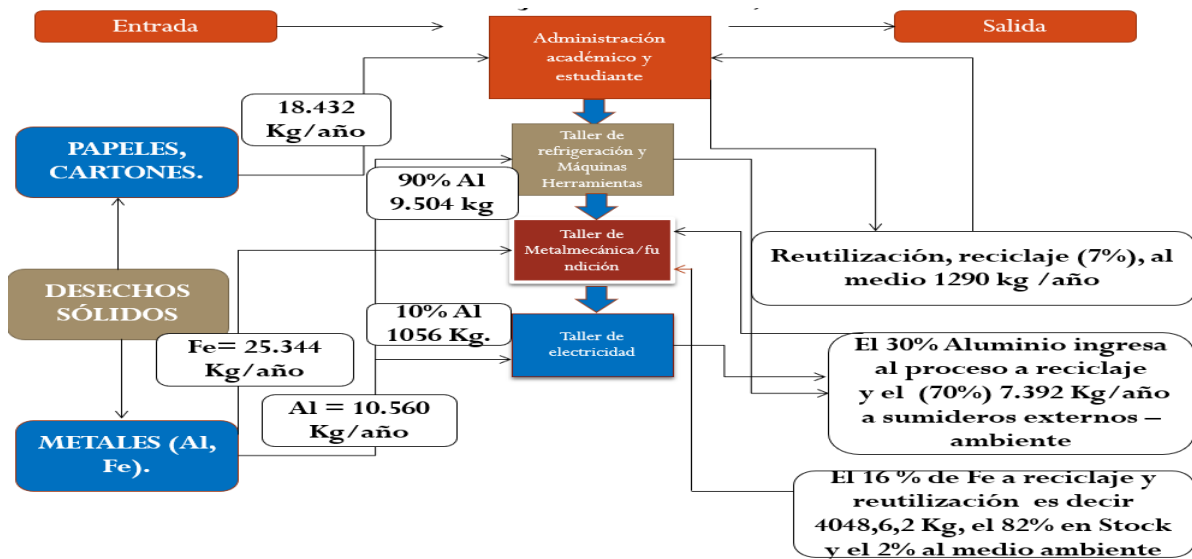 Entrada
Administración
académico y
estudiante
Salida
18.432
Kg/año
PAPELES,
CARTONES.
Taller de
refrigeración y
Máquinas
Herramientas
90% Al
9.504 kg
Taller de
Metalmecánica/fu
ndición
Reutilización, reciclaje (7%), al
medio 1290 kg /año
DESECHOS
SÓLIDOS
10% Al
1056 Kg.
Taller de
electricidad
Fe= 25.344
Kg/año
El 30% Aluminio ingresa
al proceso a reciclaje
y el (70%) 7.392 Kg/año
a sumideros externos –
ambiente
Al = 10.560
Kg/año
METALES (Al,
Fe).
El 16 % de Fe a reciclaje y
reutilización es decir
4048,6,2 Kg, el 82% en Stock
y el 2% al medio ambiente